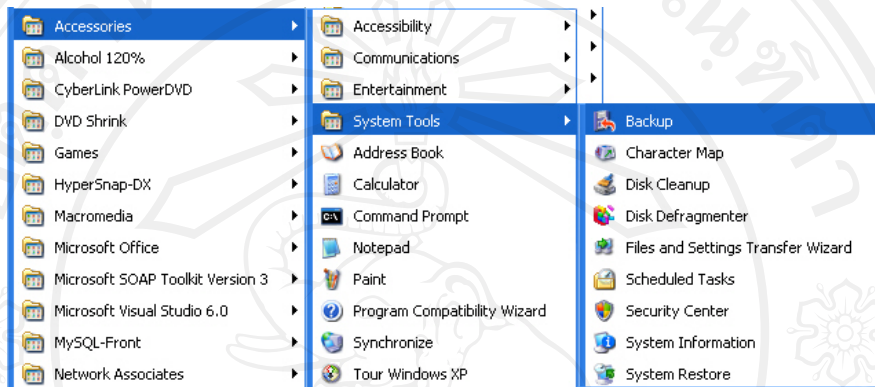 Accessories
Alcohol 120%
CyberLink PowerDVD
DVD Shrink
Games
HyperSnap-DX
Macromedia
Microsoft Office
Microsoft SOAP Toolkit Version 3
Microsoft Visual Studio 6.0
MySQL-Front
Network Associates
Accessibility
Communications
Entertainment
System Tools
Address Book
Calculator
Command Prompt
Notepad
Paint
Program Compatibility Wizard
Synchronize
Tour Windows XP
Backup
Character Map
Disk Cleanup
Disk Defragmenter
Files and Settings Transfer Wizard
Scheduled Tasks
Security Center
System Information
System Restore